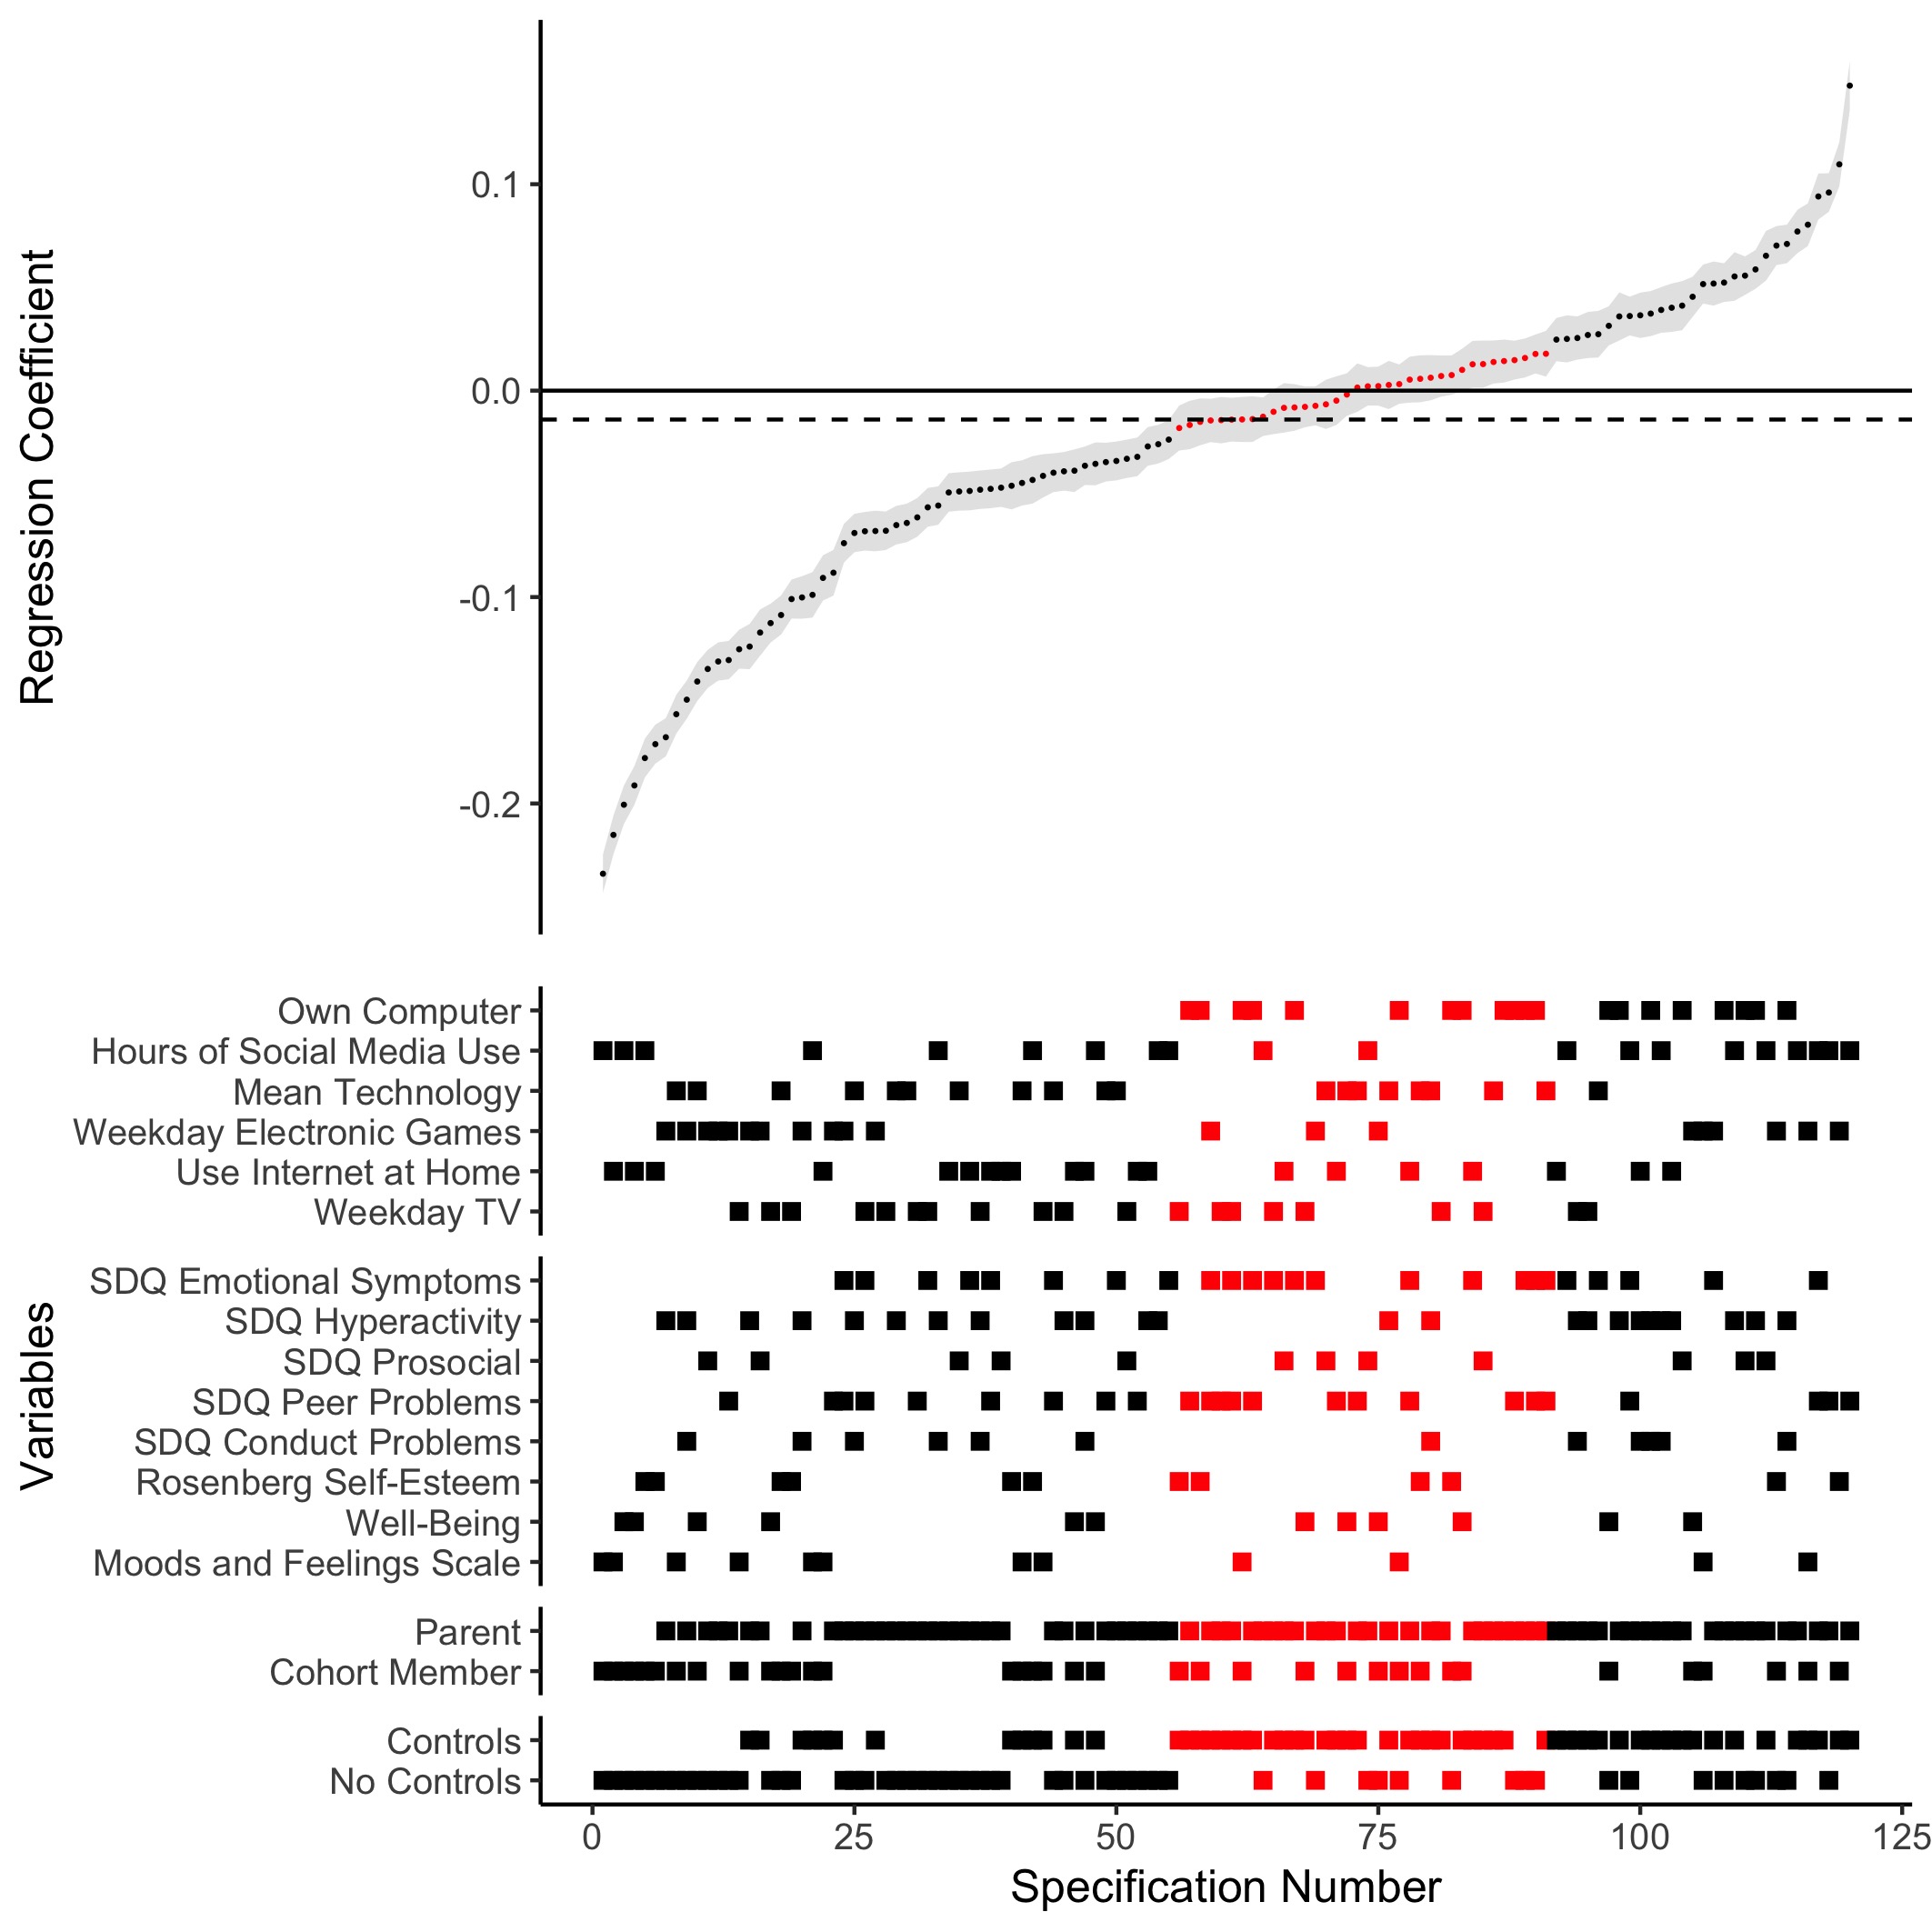 Regression Coefficient
0.1
0.0
-0.1
-0.2
Variables
Own Computer
Hours of Social Media Use
Mean Technology
Weekday Electronic Games
Use Internet at Home
Weekday TV
SDQ Emotional Symptoms
SDQ Hyperactivity
SDQ Prosocial
SDQ Peer Problems
SDQ Conduct Problems
Rosenberg Self-Esteem
Well-Being
Moods and Feelings Scale
Parent
Cohort Member
Controls
No Controls
0 25 50 75 100 125
Specification Number